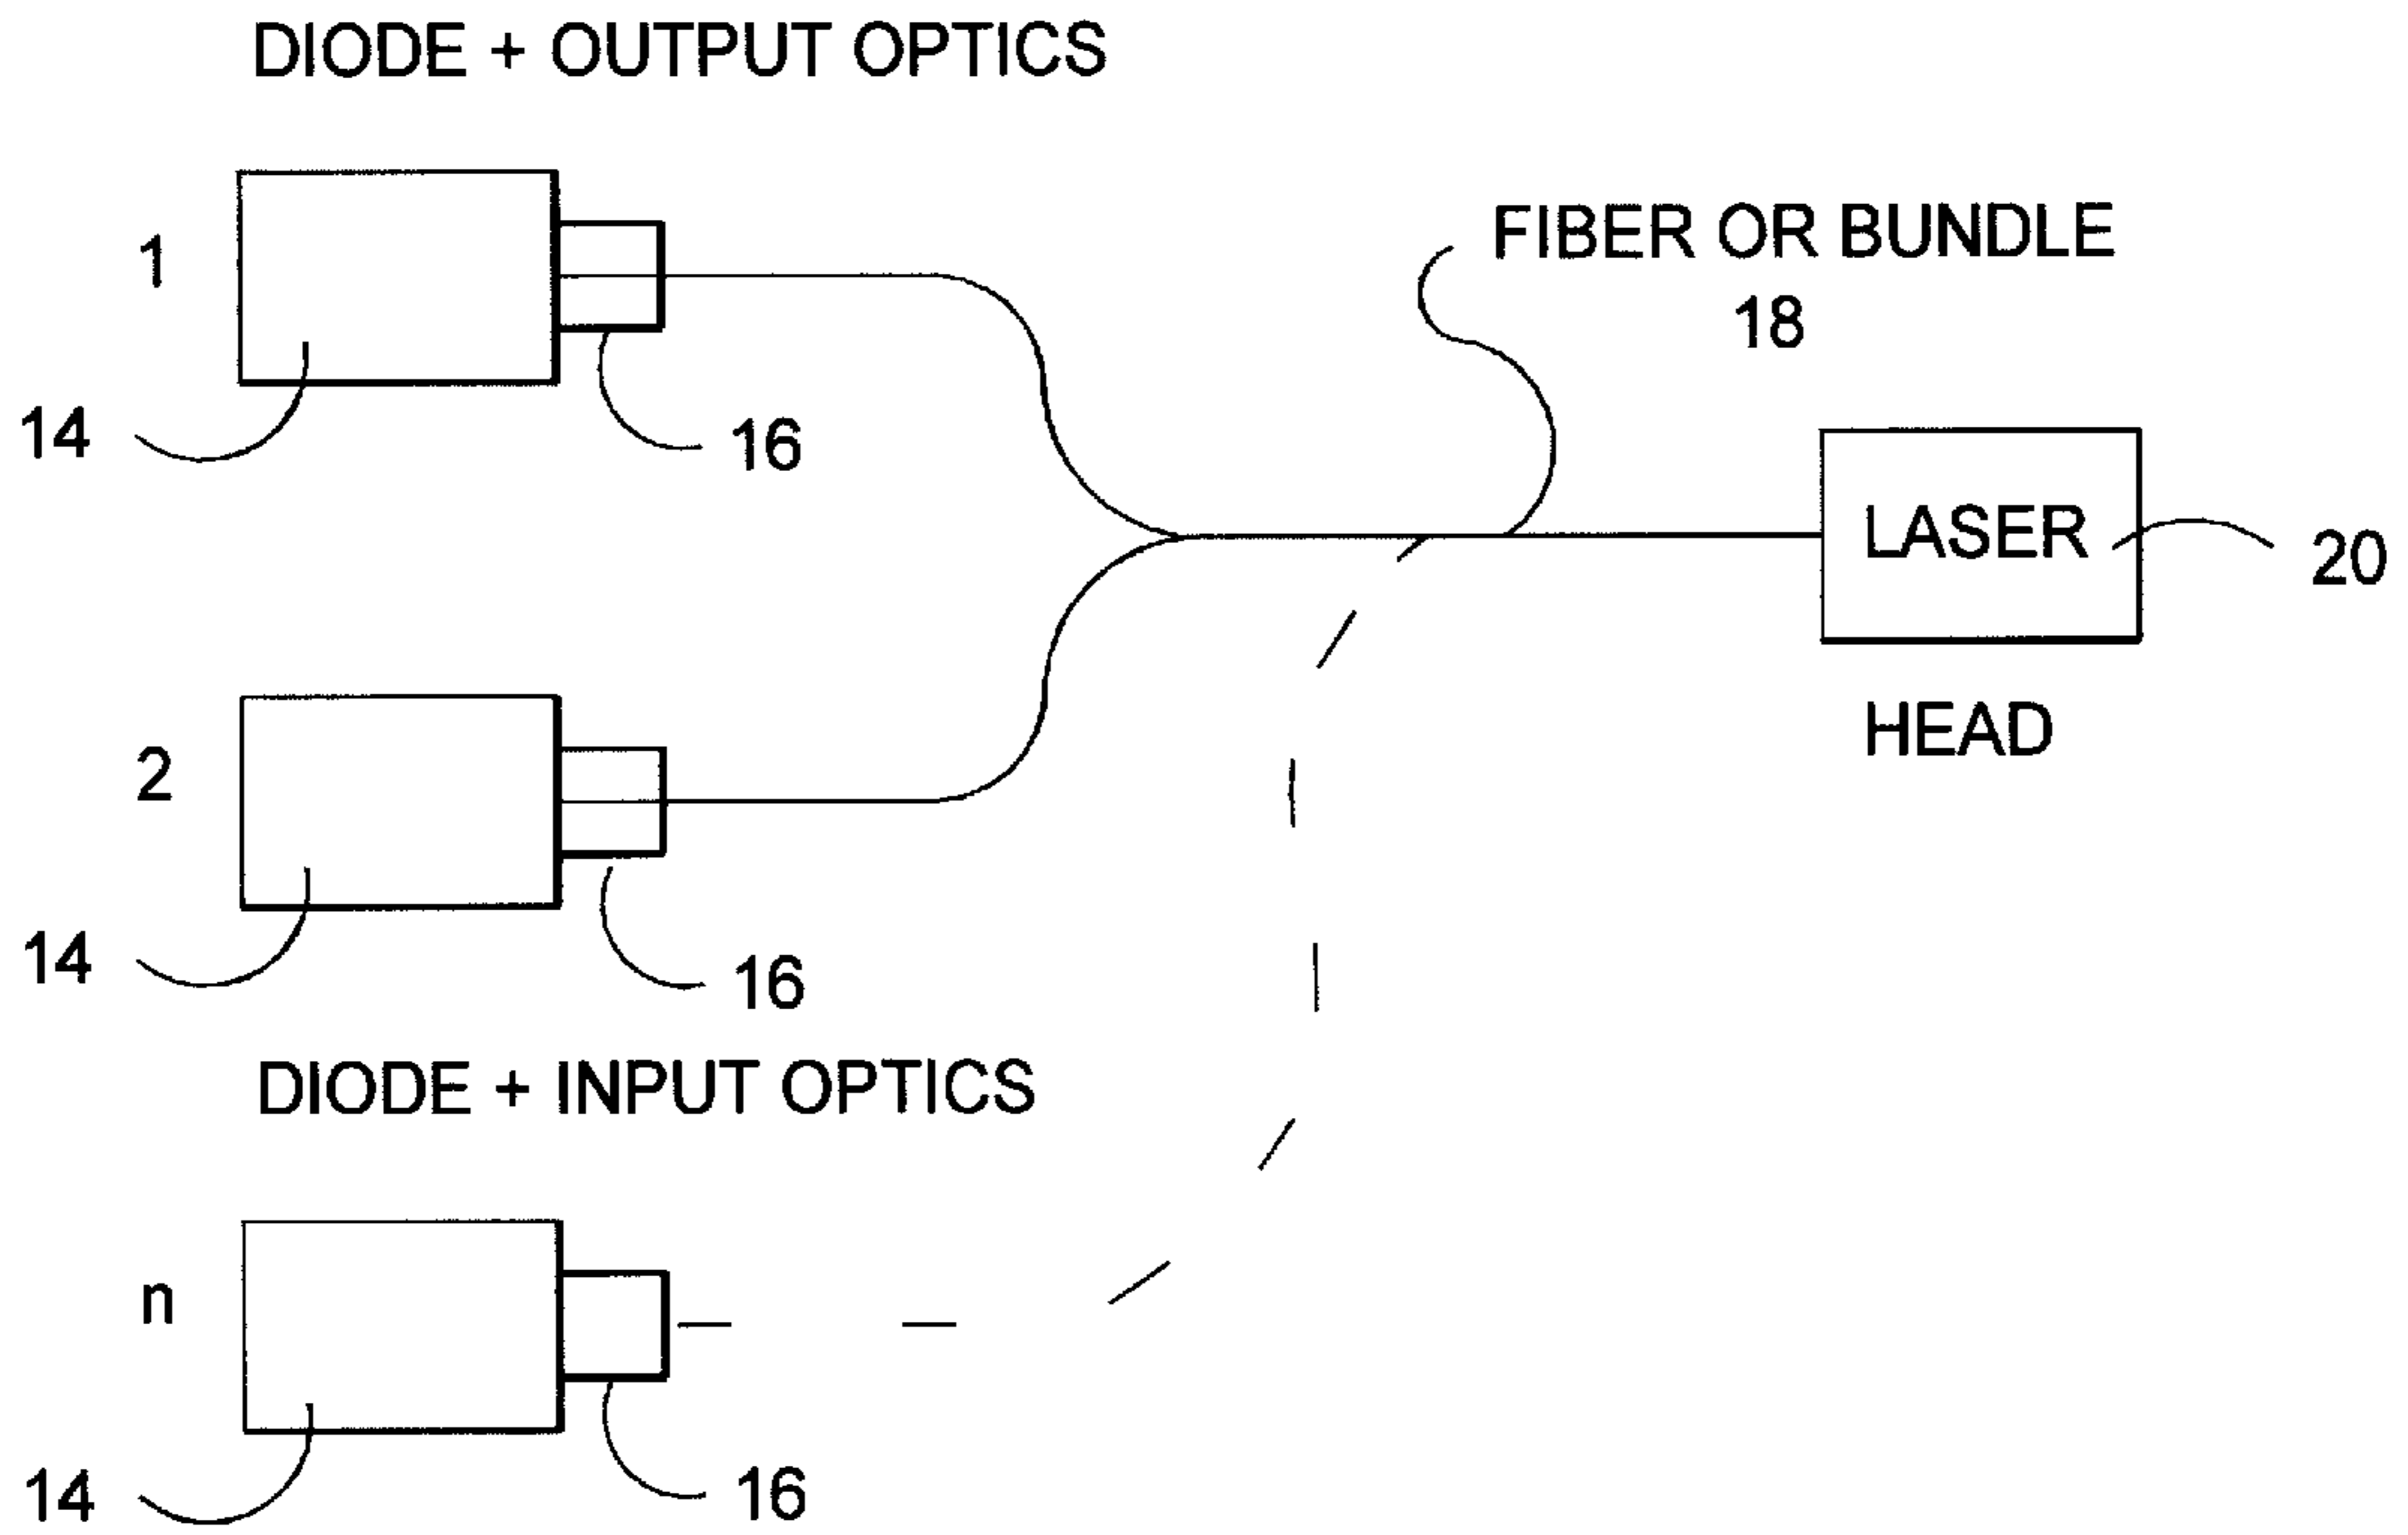 DIODE + OUTPUT OPTICS
1
14
16
FIBER OR BUNDLE
18
LASER
20
HEAD
2
14
16
DIODE + INPUT OPTICS
n
14
16